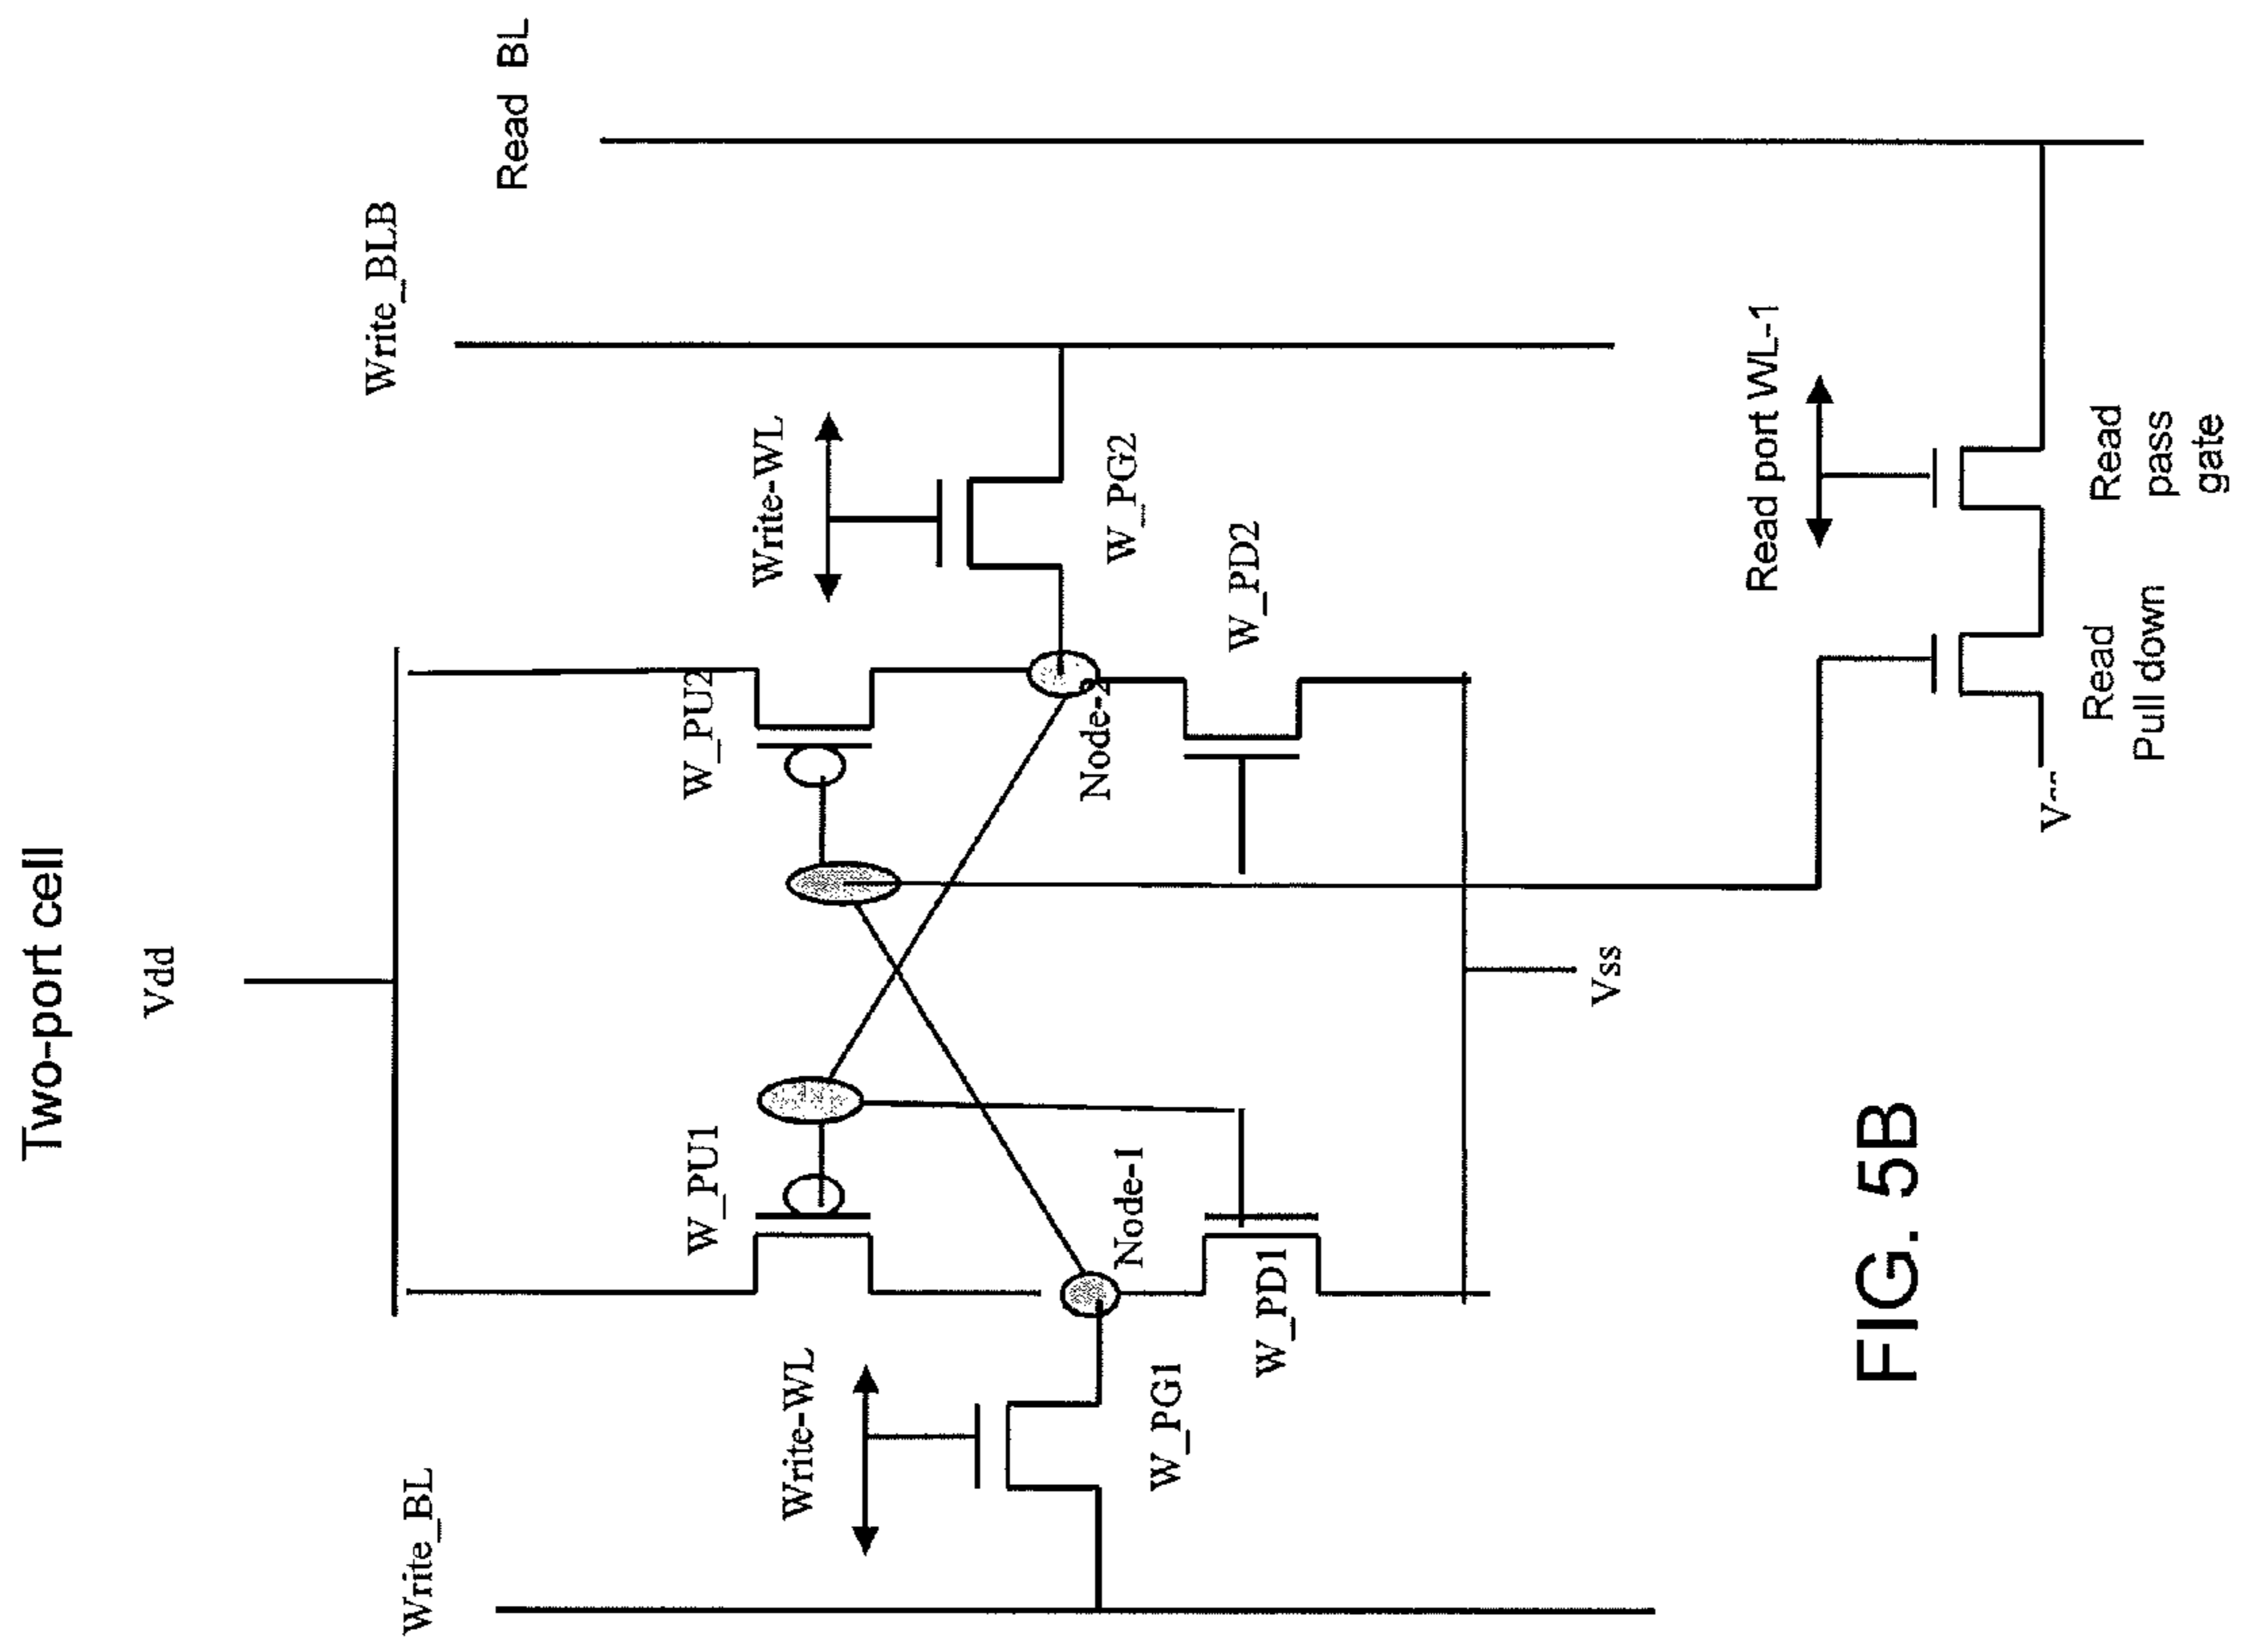 Two-port cell
Vdd
Write_BL
Write_BLB
Read BL
W_PU1
W_PU2
Write-WL
Write-WL
Node-1
Node-2
W_PG1
W_PG2
W_PD1
W_PD2
Vss
Read port WL-1
Read
Pull down
Read
pass
gate
FIG. 5B